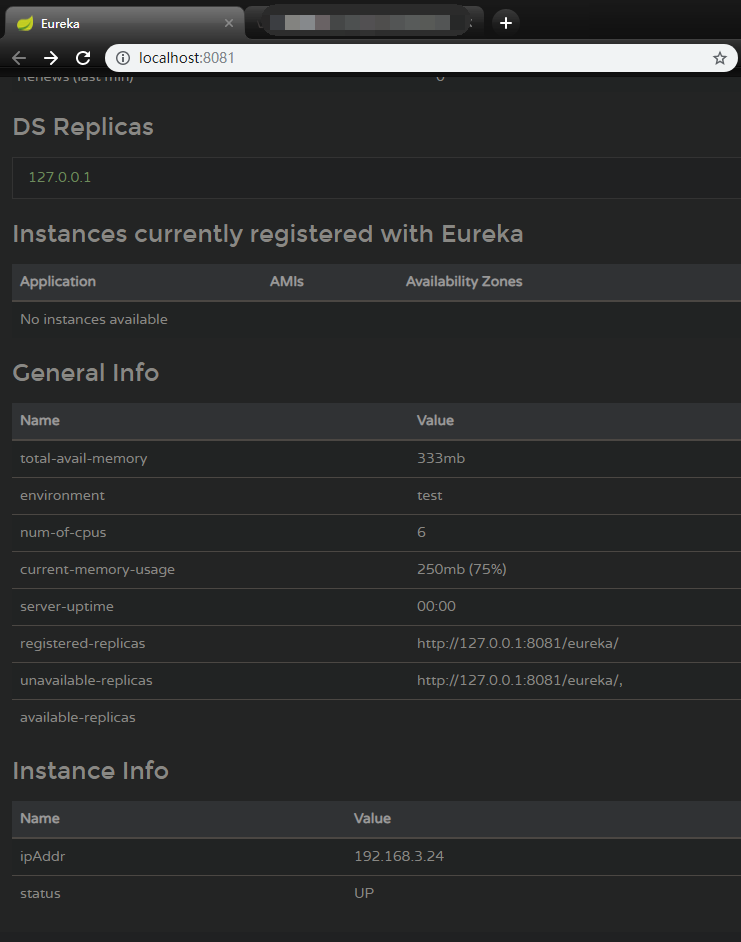 Eureka
localhost:8081
Renews (last min) 0
DS Replicas
127.0.0.1
Instances currently registered with Eureka
Application AMIs Availability Zones
No instances available
General Info
Name Value
total-avail-memory 333mb
environment test
num-of-cpus 6
current-memory-usage 250mb (75%)
server-uptime 00:00
registered-replicas http://127.0.0.1:8081/eureka/
unavailable-replicas http://127.0.0.1:8081/eureka/,
available-replicas
Instance Info
Name Value
ipAddr 192.168.3.24
status UP